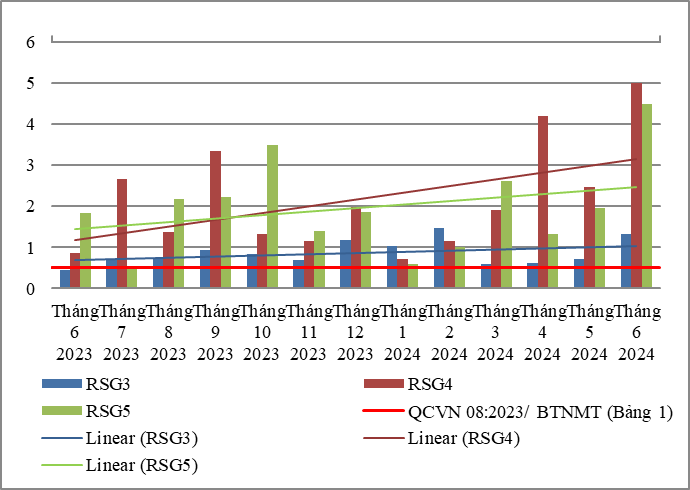 6
5
4
3
2
1
0
Tháng Tháng Tháng Tháng Tháng Tháng Tháng Tháng Tháng Tháng Tháng Tháng Tháng
6 7 8 9 10 11 12 1 2 3 4 5 6
2023 2023 2023 2023 2023 2023 2023 2024 2024 2024 2024 2024 2024
RSG3 RSG4
RSG5 QCVN 08:2023/ BTNMT (Bảng 1)
Linear (RSG3) Linear (RSG4)
Linear (RSG5)